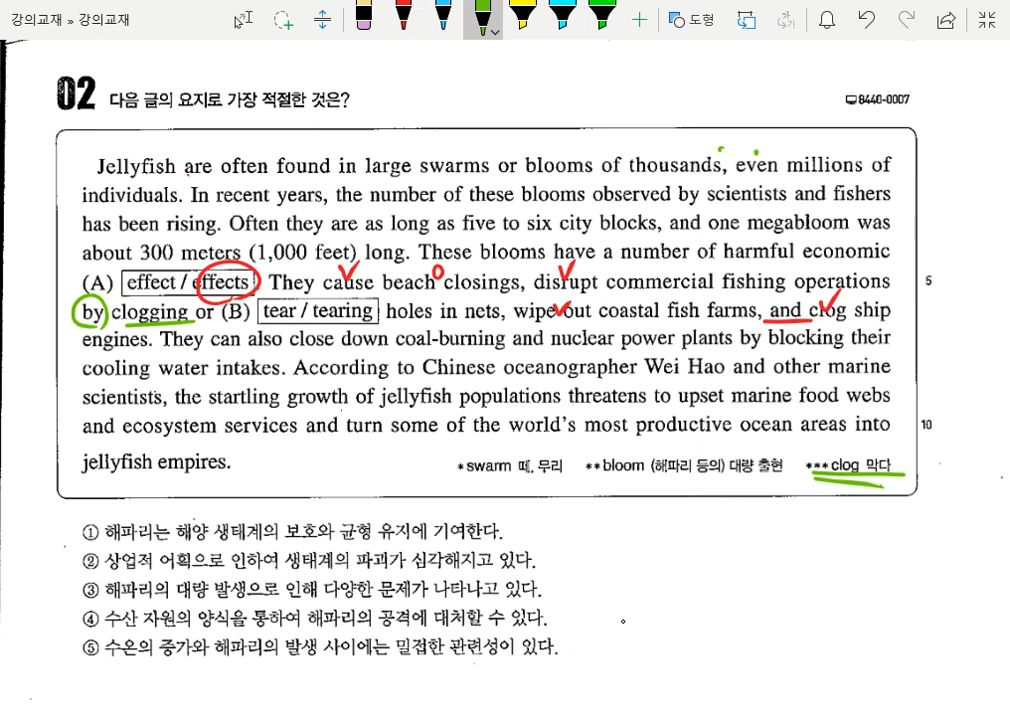 강의교재 » 강의교재
도형
02 다음 글의 요지로 가장 적절한 것은?
8440-0007
Jellyfish are often found in large swarms or blooms of thousands, even millions of
individuals. In recent years, the number of these blooms observed by scientists and fishers
has been rising. Often they are as long as five to six city blocks, and one megabloom was
about 300 meters (1,000 feet) long. These blooms have a number of harmful economic
(A) effect / effects They cause beach closings, disrupt commercial fishing operations
5
by clogging or (B) tear / tearing holes in nets, wipe out coastal fish farms, and clog ship
engines. They can also close down coal-burning and nuclear power plants by blocking their
cooling water intakes. According to Chinese oceanographer Wei Hao and other marine
scientists, the startling growth of jellyfish populations threatens to upset marine food webs
and ecosystem services and turn some of the world's most productive ocean areas into
10
jellyfish empires.
*swarm 떼, 무리 **bloom (해파리 등의) 대량 출현 ***clog 막다
① 해파리는 해양 생태계의 보호와 균형 유지에 기여한다.
② 상업적 어획으로 인하여 생태계의 파괴가 심각해지고 있다.
③ 해파리의 대량 발생으로 인해 다양한 문제가 나타나고 있다.
④ 수산 자원의 양식을 통하여 해파리의 공격에 대처할 수 있다.
⑤ 수온의 증가와 해파리의 발생 사이에는 밀접한 관련성이 있다.